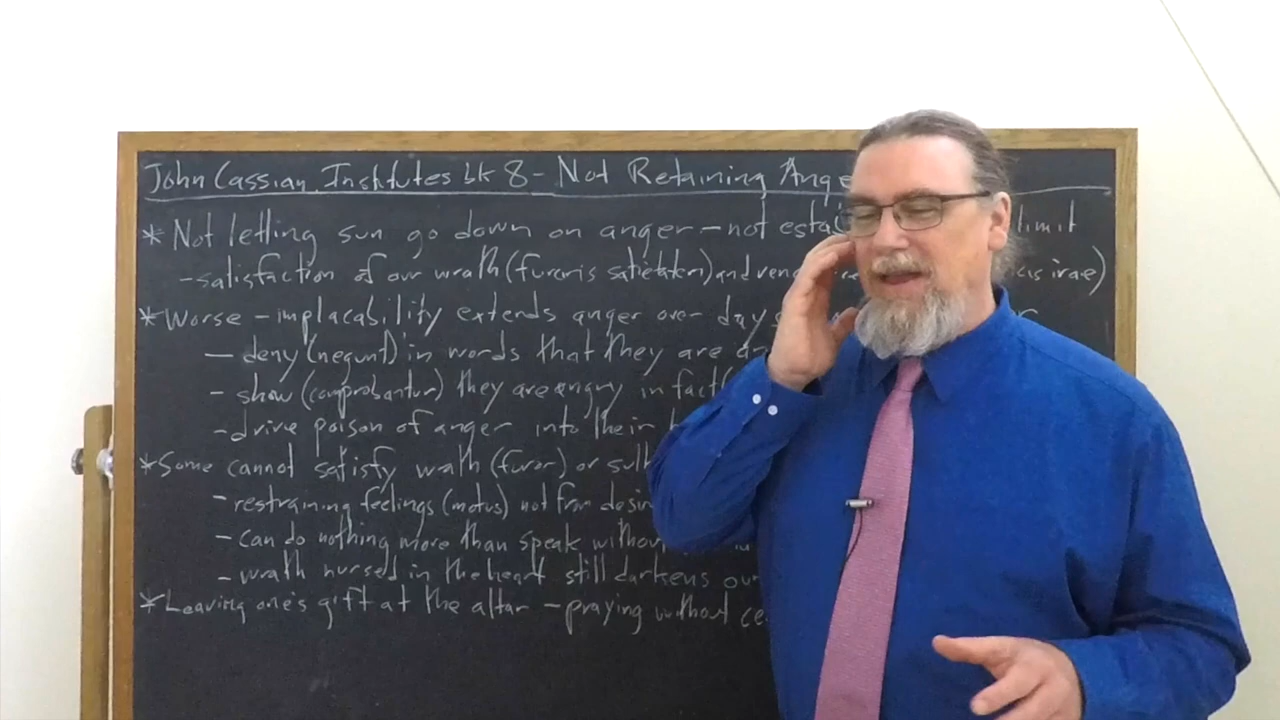 John Cassian Institutes bk 8 - Not Retaining Ange
* Not letting sun go down on anger - not estab limit
- satisfaction of our wrath (furoris satietatem) and ven irae)
* Worse - implacability extends anger over days
- deny (negunt) in words that they are
- show (comprobantur) they are angry in fact (
- drive poison of anger into their
* Some cannot satisfy wrath (furor) or sul
- restraining feelings (motus) not from desir
- can do nothing more than speak withou
- wrath nursed in the heart still darkens ou
* Leaving one's gift at the altar - praying without ce